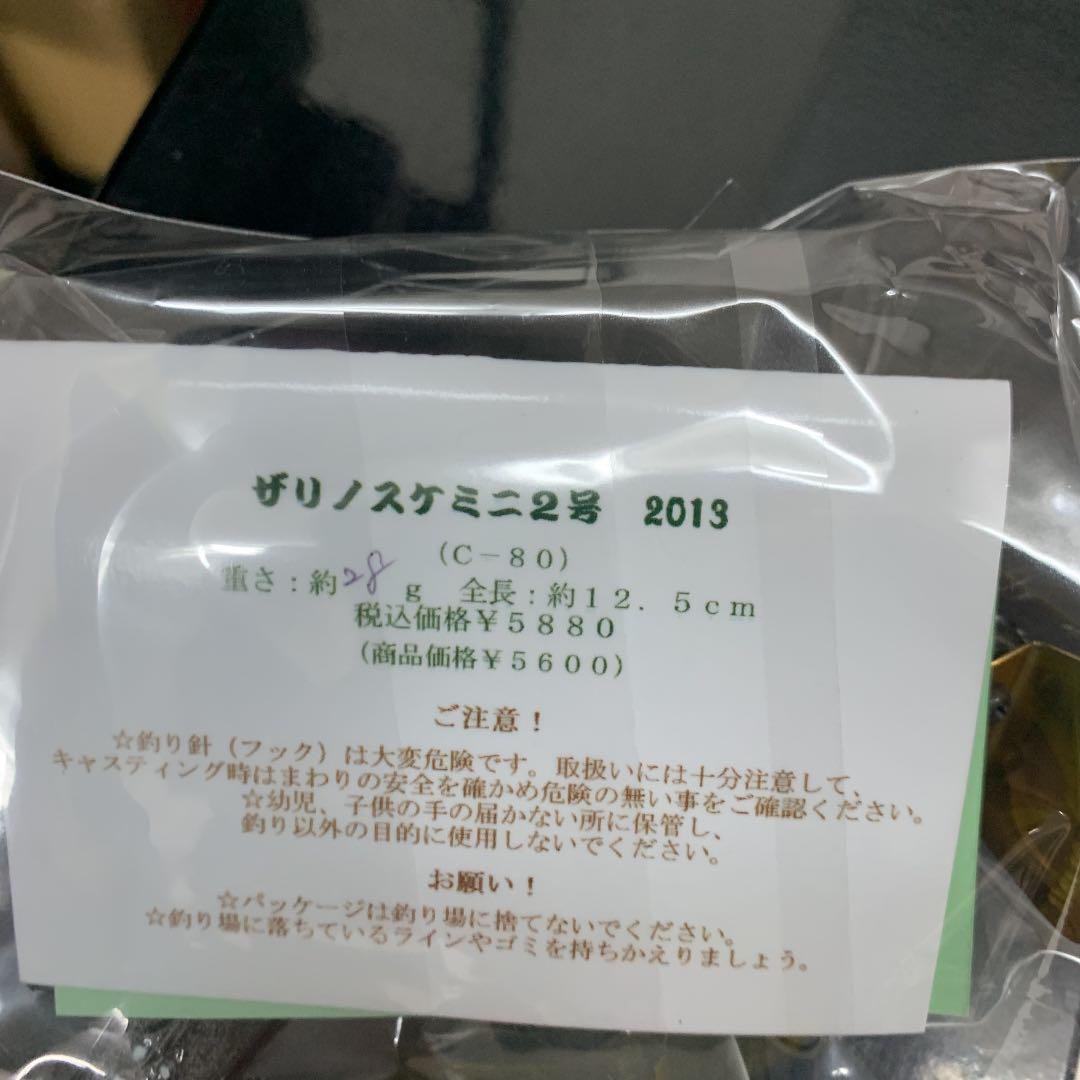 ザリノスケミニ2号　2013
（C－80）
重さ：約28g　全長：約12．5cm
税込価格￥5880
（商品価格￥5600）
ご注意！
☆釣り針（フック）は大変危険です。取扱いには十分注意して、
キャスティング時はまわりの安全を確かめ危険の無い事をご確認ください。
☆幼児、子供の手の届かない所に保管し、
釣り以外の目的に使用しないでください。
お願い！
☆パッケージは釣り場に捨てないでください。
☆釣り場に落ちているラインやゴミを持ちかえりましょう。